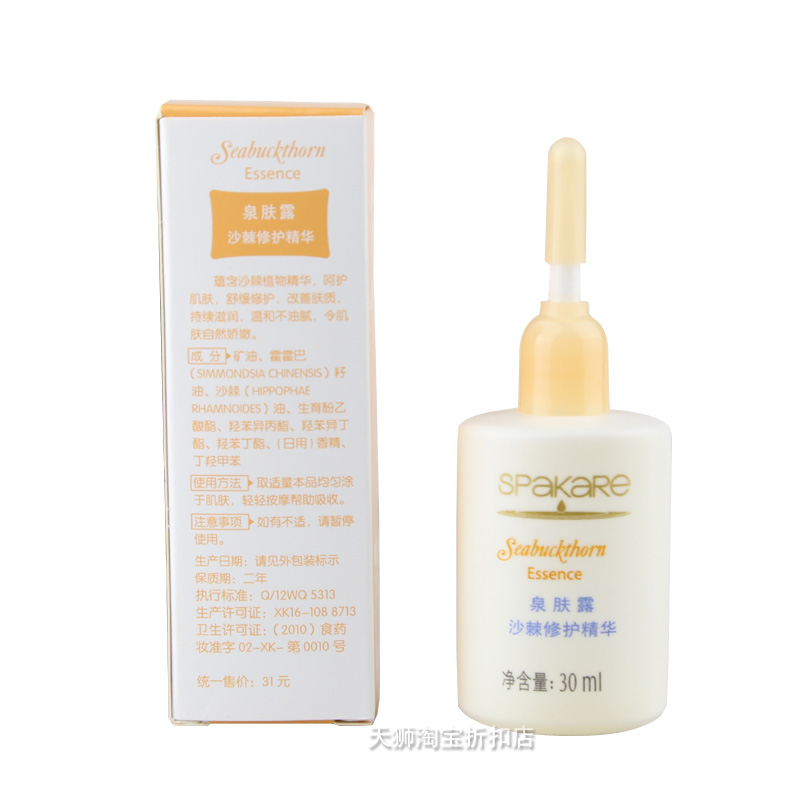 Seabuckthorn
Essence
泉肤露
沙棘修护精华
蕴含沙棘植物精华，呵护
肌肤，舒缓修护，改善肤质，
持续滋润，温和不油腻，令肌
肤自然娇嫩。
成 分 矿油、霍霍巴
（SIMMONDSIA CHINENSIS）籽
油、沙棘（HIPPOPHAE
RHAMNOIDES）油、生育酚乙
酸酯、羟苯异丙酯、羟苯异丁
酯、羟苯丁酯、（日用）香精、
丁羟甲苯
使用方法 取适量本品均匀涂
于肌肤，轻轻按摩帮助吸收。
注意事项 如有不适，请暂停
使用。
生产日期：请见外包装标示
保质期：二年
执行标准：Q/12WQ 5313
生产许可证：XK16-108 8713
卫生许可证：（2010）食药
妆准字 02-XK- 第 0010 号
统一售价：31 元
SPAKARE
Seabuckthorn
Essence
泉肤露
沙棘修护精华
净含量：30 ml
天狮淘宝折扣店